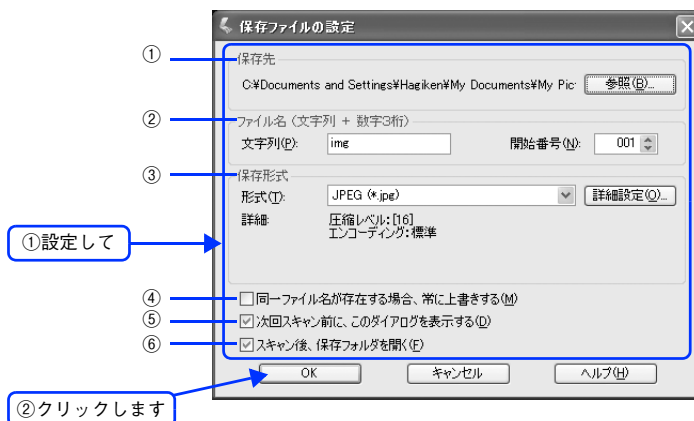 保存ファイルの設定
① 保存先
C:¥Documents and Settings¥Hagiken¥My Documents¥My Pic 参照(B)...
② ファイル名 (文字列 + 数字3桁)
文字列(P): img 開始番号(N): 001
③ 保存形式
形式(T): JPEG (*.jpg) 詳細設定(O)...
詳細: 圧縮レベル:[16]
エンコーディング:標準
①設定して
④ 同一ファイル名が存在する場合、常に上書きする(M)
⑤ 次回スキャン前に、このダイアログを表示する(D)
⑥ スキャン後、保存フォルダを開く(F)
OK キャンセル ヘルプ(H)
②クリックします